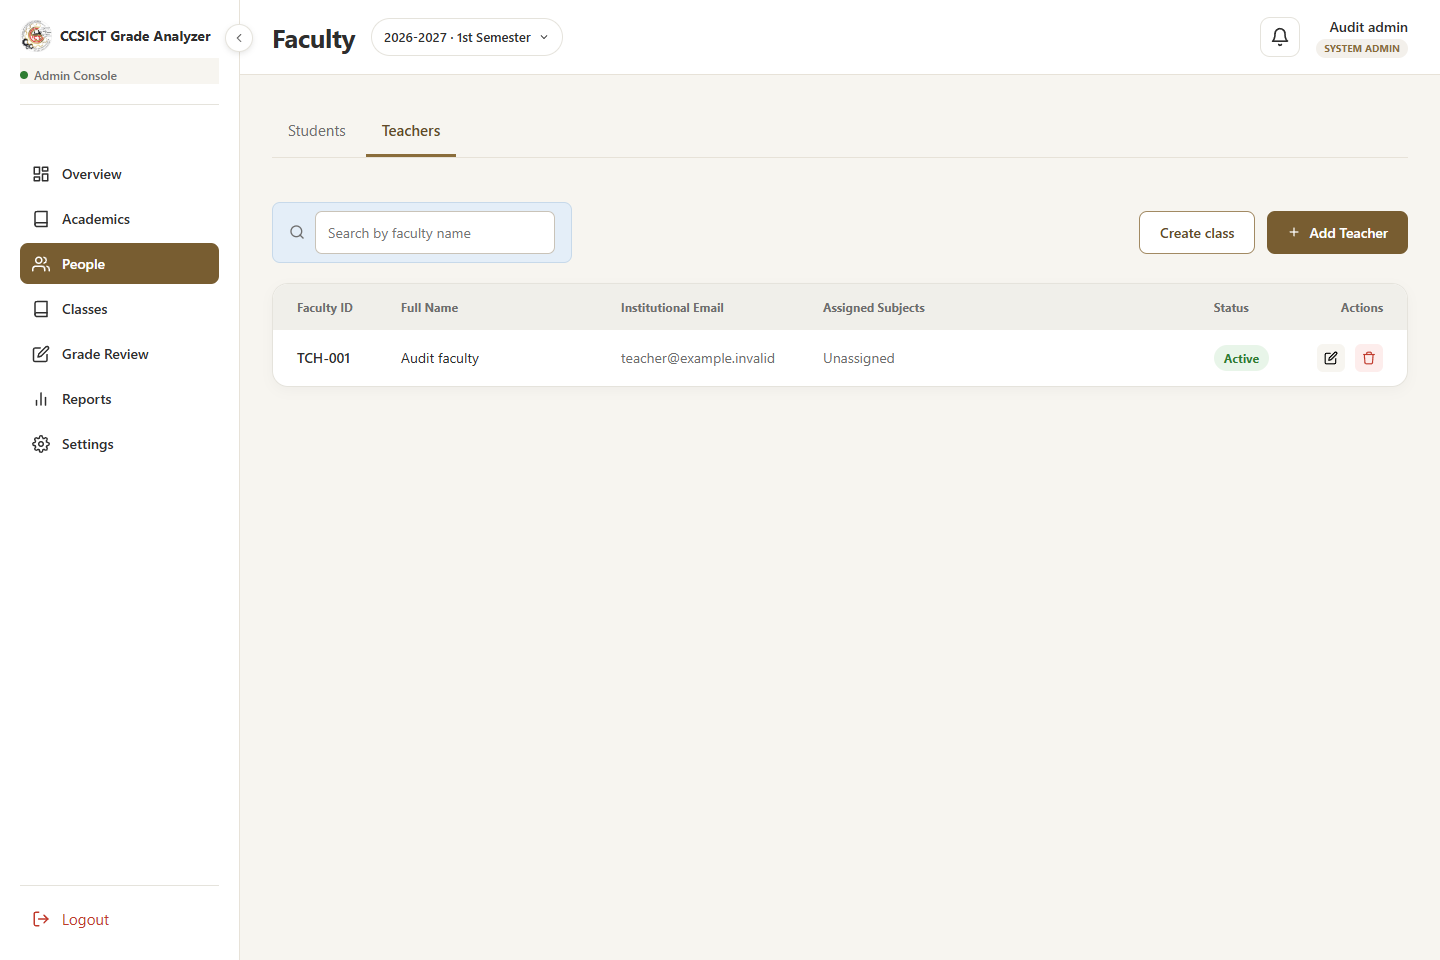 CCSICT Grade Analyzer
Admin Console
Overview
Academics
People
Classes
Grade Review
Reports
Settings
Logout
Faculty
2026-2027 · 1st Semester
Audit admin
SYSTEM ADMIN
Students
Teachers
Search by faculty name
Create class
+ Add Teacher
Faculty ID Full Name Institutional Email Assigned Subjects Status Actions
TCH-001 Audit faculty teacher@example.invalid Unassigned Active